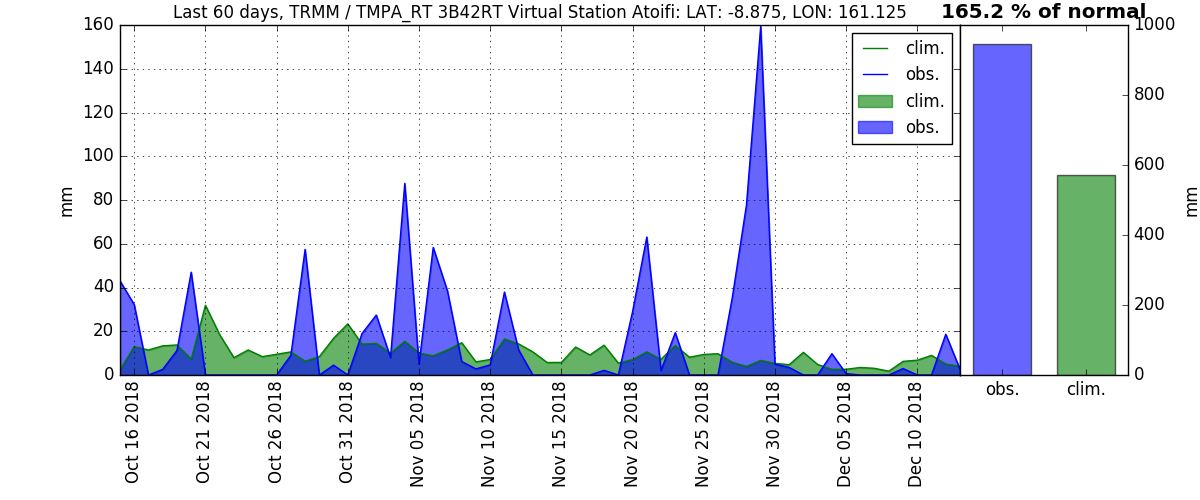 Last 60 days, TRMM / TMPA_RT 3B42RT Virtual Station Atoifi: LAT: -8.875, LON: 161.125
165.2 % of normal
160
140
120
100
80
60
40
20
0
mm
clim.
obs.
clim.
obs.
Oct 16 2018
Oct 21 2018
Oct 26 2018
Oct 31 2018
Nov 05 2018
Nov 10 2018
Nov 15 2018
Nov 20 2018
Nov 25 2018
Nov 30 2018
Dec 05 2018
Dec 10 2018
1000
800
600
400
200
0
mm
obs.
clim.